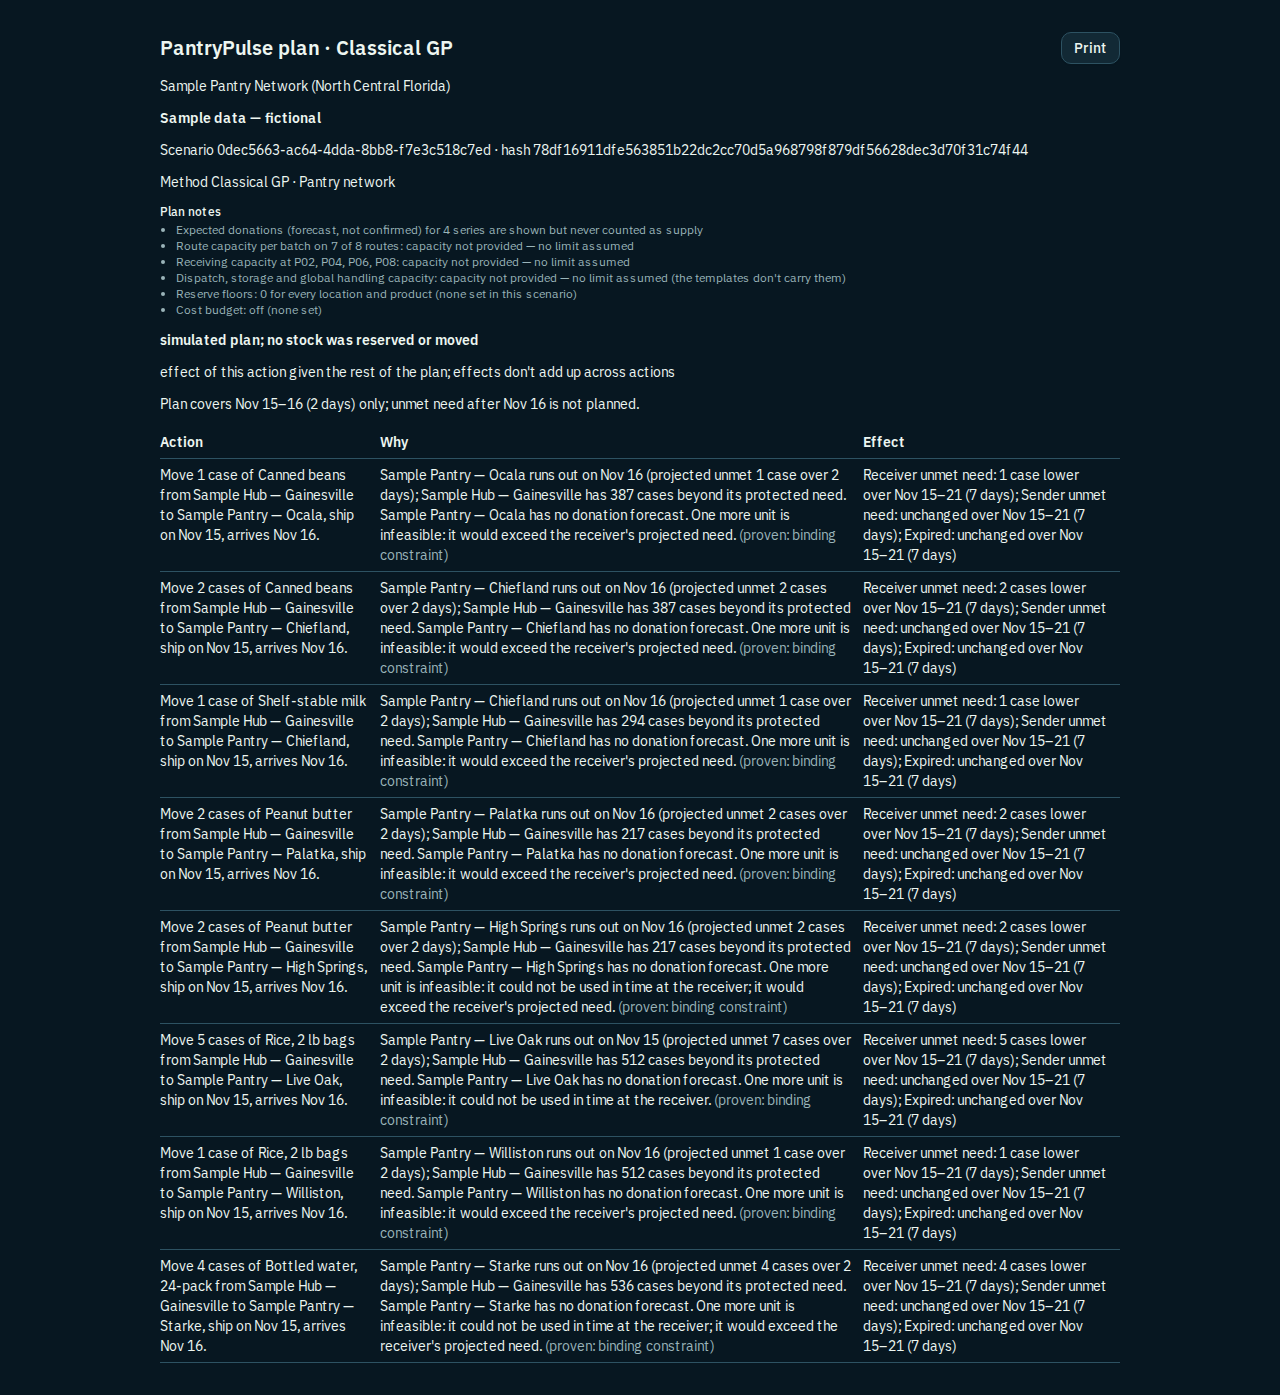 PantryPulse plan · Classical GP
Print
Sample Pantry Network (North Central Florida)
Sample data — fictional
Scenario 0dec5663-ac64-4dda-8bb8-f7e3c518c7ed · hash 78df16911dfe563851b22dc2cc70d5a968798f879df56628dec3d70f31c74f44
Method Classical GP · Pantry network
Plan notes
• Expected donations (forecast, not confirmed) for 4 series are shown but never counted as supply
• Route capacity per batch on 7 of 8 routes: capacity not provided — no limit assumed
• Receiving capacity at P02, P04, P06, P08: capacity not provided — no limit assumed
• Dispatch, storage and global handling capacity: capacity not provided — no limit assumed (the templates don't carry them)
• Reserve floors: 0 for every location and product (none set in this scenario)
• Cost budget: off (none set)
simulated plan; no stock was reserved or moved
effect of this action given the rest of the plan; effects don't add up across actions
Plan covers Nov 15–16 (2 days) only; unmet need after Nov 16 is not planned.
Action
Why
Effect
Move 1 case of Canned beans
from Sample Hub — Gainesville
to Sample Pantry — Ocala, ship
on Nov 15, arrives Nov 16.
Sample Pantry — Ocala runs out on Nov 16 (projected unmet 1 case over 2
days); Sample Hub — Gainesville has 387 cases beyond its protected need.
Sample Pantry — Ocala has no donation forecast. One more unit is
infeasible: it would exceed the receiver's projected need. (proven: binding
constraint)
Receiver unmet need: 1 case lower
over Nov 15–21 (7 days); Sender unmet
need: unchanged over Nov 15–21 (7
days); Expired: unchanged over Nov
15–21 (7 days)
Move 2 cases of Canned beans
from Sample Hub — Gainesville
to Sample Pantry — Chiefland,
ship on Nov 15, arrives Nov 16.
Sample Pantry — Chiefland runs out on Nov 16 (projected unmet 2 cases
over 2 days); Sample Hub — Gainesville has 387 cases beyond its protected
need. Sample Pantry — Chiefland has no donation forecast. One more unit is
infeasible: it would exceed the receiver's projected need. (proven: binding
constraint)
Receiver unmet need: 2 cases lower
over Nov 15–21 (7 days); Sender unmet
need: unchanged over Nov 15–21 (7
days); Expired: unchanged over Nov
15–21 (7 days)
Move 1 case of Shelf-stable milk
from Sample Hub — Gainesville
to Sample Pantry — Chiefland,
ship on Nov 15, arrives Nov 16.
Sample Pantry — Chiefland runs out on Nov 16 (projected unmet 1 case over
2 days); Sample Hub — Gainesville has 294 cases beyond its protected
need. Sample Pantry — Chiefland has no donation forecast. One more unit is
infeasible: it would exceed the receiver's projected need. (proven: binding
constraint)
Receiver unmet need: 1 case lower
over Nov 15–21 (7 days); Sender unmet
need: unchanged over Nov 15–21 (7
days); Expired: unchanged over Nov
15–21 (7 days)
Move 2 cases of Peanut butter
from Sample Hub — Gainesville
to Sample Pantry — Palatka, ship
on Nov 15, arrives Nov 16.
Sample Pantry — Palatka runs out on Nov 16 (projected unmet 2 cases over
2 days); Sample Hub — Gainesville has 217 cases beyond its protected
need. Sample Pantry — Palatka has no donation forecast. One more unit is
infeasible: it would exceed the receiver's projected need. (proven: binding
constraint)
Receiver unmet need: 2 cases lower
over Nov 15–21 (7 days); Sender unmet
need: unchanged over Nov 15–21 (7
days); Expired: unchanged over Nov
15–21 (7 days)
Move 2 cases of Peanut butter
from Sample Hub — Gainesville
to Sample Pantry — High Springs,
ship on Nov 15, arrives Nov 16.
Sample Pantry — High Springs runs out on Nov 16 (projected unmet 2 cases
over 2 days); Sample Hub — Gainesville has 217 cases beyond its protected
need. Sample Pantry — High Springs has no donation forecast. One more
unit is infeasible: it could not be used in time at the receiver; it would
exceed the receiver's projected need. (proven: binding constraint)
Receiver unmet need: 2 cases lower
over Nov 15–21 (7 days); Sender unmet
need: unchanged over Nov 15–21 (7
days); Expired: unchanged over Nov
15–21 (7 days)
Move 5 cases of Rice, 2 lb bags
from Sample Hub — Gainesville
to Sample Pantry — Live Oak,
ship on Nov 15, arrives Nov 16.
Sample Pantry — Live Oak runs out on Nov 15 (projected unmet 7 cases over
2 days); Sample Hub — Gainesville has 512 cases beyond its protected
need. Sample Pantry — Live Oak has no donation forecast. One more unit is
infeasible: it could not be used in time at the receiver. (proven: binding
constraint)
Receiver unmet need: 5 cases lower
over Nov 15–21 (7 days); Sender unmet
need: unchanged over Nov 15–21 (7
days); Expired: unchanged over Nov
15–21 (7 days)
Move 1 case of Rice, 2 lb bags
from Sample Hub — Gainesville
to Sample Pantry — Williston,
ship on Nov 15, arrives Nov 16.
Sample Pantry — Williston runs out on Nov 16 (projected unmet 1 case over
2 days); Sample Hub — Gainesville has 512 cases beyond its protected
need. Sample Pantry — Williston has no donation forecast. One more unit is
infeasible: it would exceed the receiver's projected need. (proven: binding
constraint)
Receiver unmet need: 1 case lower
over Nov 15–21 (7 days); Sender unmet
need: unchanged over Nov 15–21 (7
days); Expired: unchanged over Nov
15–21 (7 days)
Move 4 cases of Bottled water,
24-pack from Sample Hub —
Gainesville to Sample Pantry —
Starke, ship on Nov 15, arrives
Nov 16.
Sample Pantry — Starke runs out on Nov 16 (projected unmet 4 cases over 2
days); Sample Hub — Gainesville has 536 cases beyond its protected need.
Sample Pantry — Starke has no donation forecast. One more unit is
infeasible: it could not be used in time at the receiver; it would exceed the
receiver's projected need. (proven: binding constraint)
Receiver unmet need: 4 cases lower
over Nov 15–21 (7 days); Sender unmet
need: unchanged over Nov 15–21 (7
days); Expired: unchanged over Nov
15–21 (7 days)